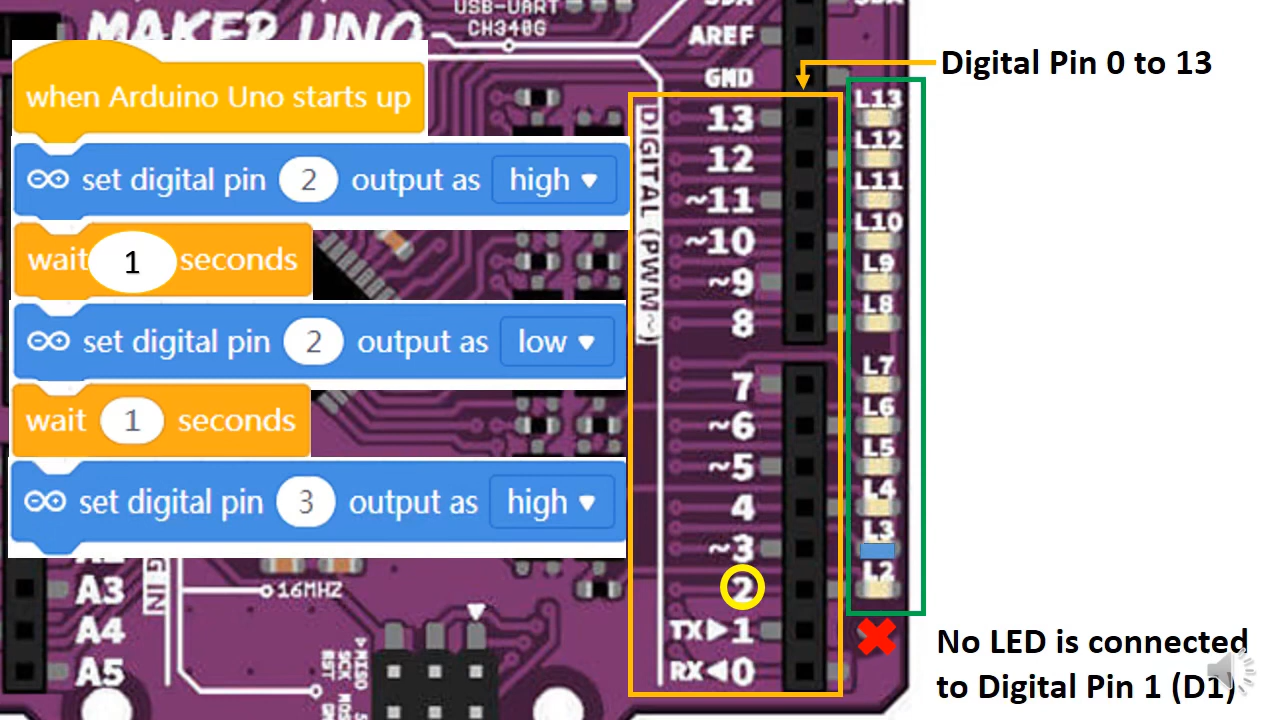 MAKER UNO
USB-UART
CH340G
AREF
GND
Digital Pin 0 to 13
when Arduino Uno starts up
set digital pin 2 output as high
wait 1 seconds
set digital pin 2 output as low
wait 1 seconds
set digital pin 3 output as high
DIGITAL (PWM~)
13
12
~11
~10
~9
8
7
~6
~5
4
~3
2
TX▶1
RX◀0
L13
L12
L11
L10
L9
L8
L7
L6
L5
L4
L3
L2
A3
A4
A5
16MHZ
MISO
SCK
RST
No LED is connected
to Digital Pin 1 (D1)